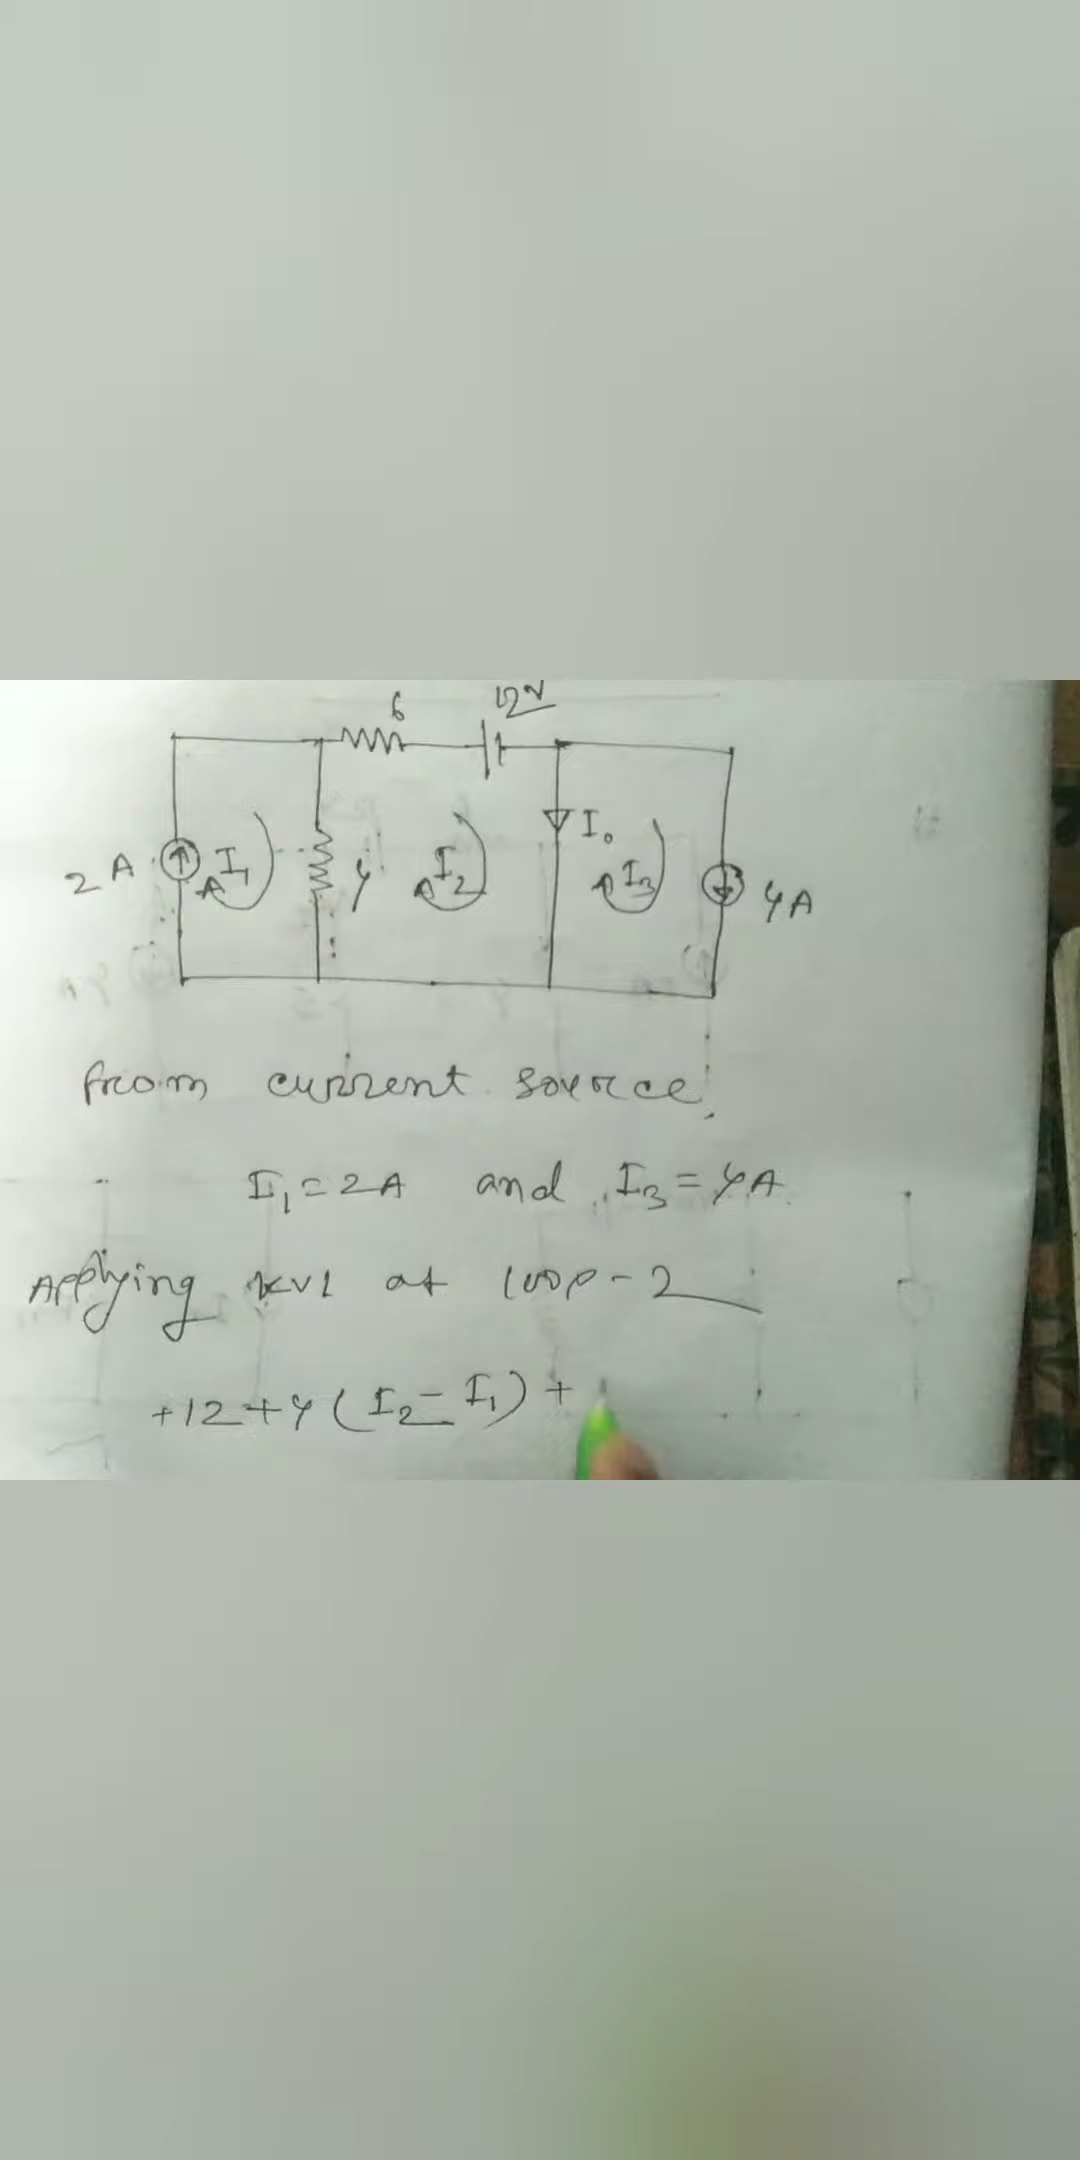 6 12V
2A I₁ 4 I₂ I₀ I₃ 4A
from current source,
I₁ = 2A and I₃ = 4A
Applying KVL at loop-2
+12+4(I₂-I₁)+